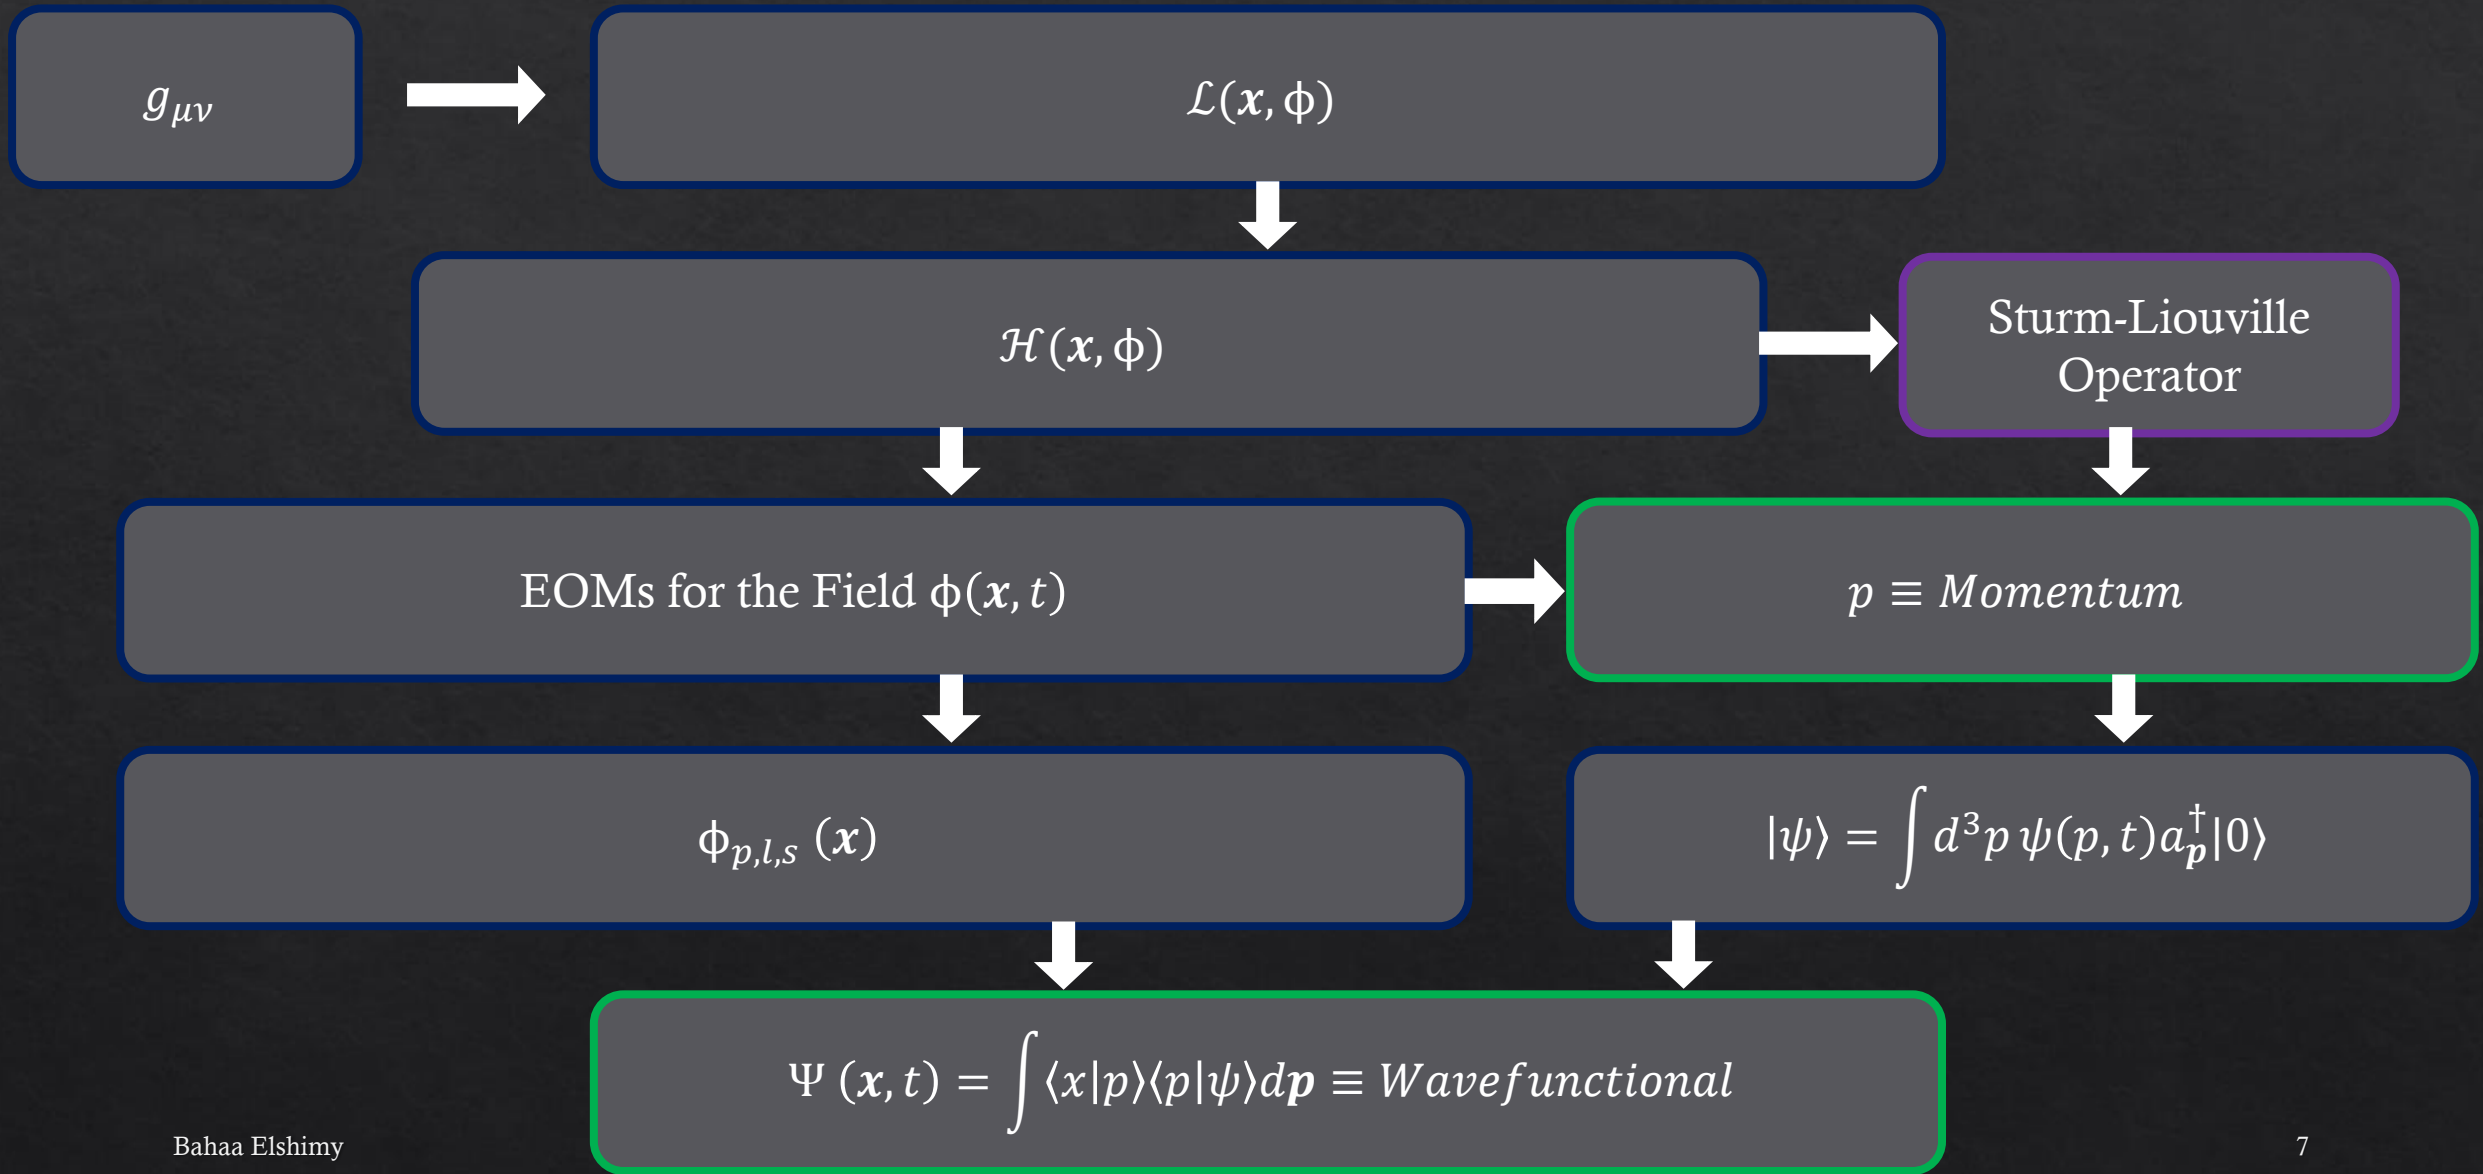 g_{μν}
ℒ(𝒙, ϕ)
ℋ(𝒙, ϕ)
Sturm-Liouville
Operator
EOMs for the Field ϕ(𝒙, t)
p ≡ Momentum
ϕ_{p,l,s} (𝒙)
|ψ⟩ = ∫ d³p ψ(p, t)a_𝒑^†|0⟩
Ψ (𝒙, t) = ∫⟨x|p⟩⟨p|ψ⟩d𝒑 ≡ Wavefunctional
Bahaa Elshimy
7